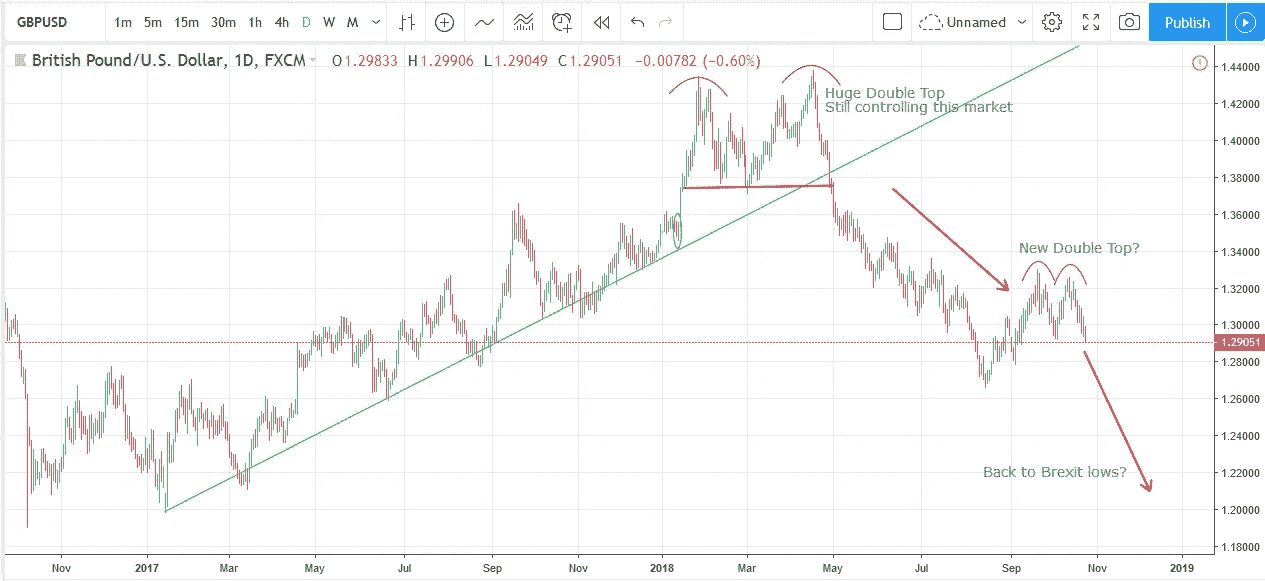 GBPUSD 1m 5m 15m 30m 1h 4h D W M Unnamed Publish
British Pound/U.S. Dollar, 1D, FXCM O1.29833 H1.29906 L1.29049 C1.29051 −0.00782 (−0.60%)
1.44000
Huge Double Top
Still controlling this market
1.42000
1.40000
1.38000
1.36000
New Double Top?
1.34000
1.32000
1.30000
1.29051
1.28000
1.26000
1.24000
Back to Brexit lows?
1.22000
1.20000
1.18000
Nov 2017 Mar May Jul Sep Nov 2018 Mar May Jul Sep Nov 2019